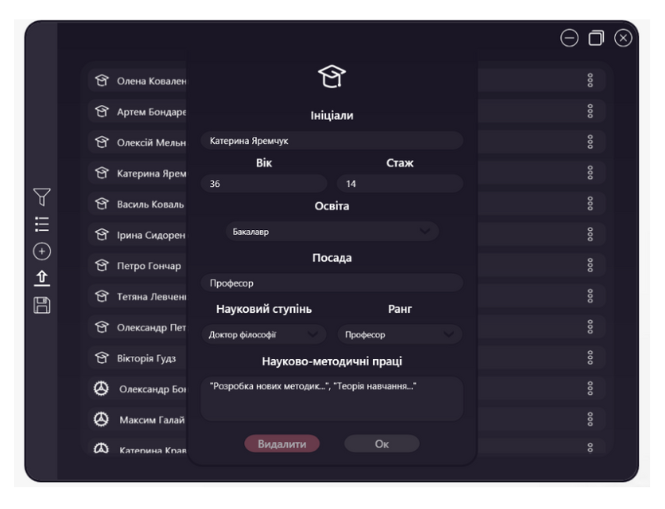 Олена Ковален
Артем Бондаре
Олексій Мельн
Катерина Ярем
Василь Коваль
Ірина Сидорен
Петро Гончар
Тетяна Левчен
Олександр Пет
Вікторія Гудз
Олександр Бон
Максим Галай
Катерина Крав
Ініціали
Катерина Яремчук
Вік Стаж
36 14
Освіта
Бакалавр
Посада
Професор
Науковий ступінь Ранг
Доктор філософії Професор
Науково-методичні праці
"Розробка нових методик...", "Теорія навчання..."
Видалити Ок